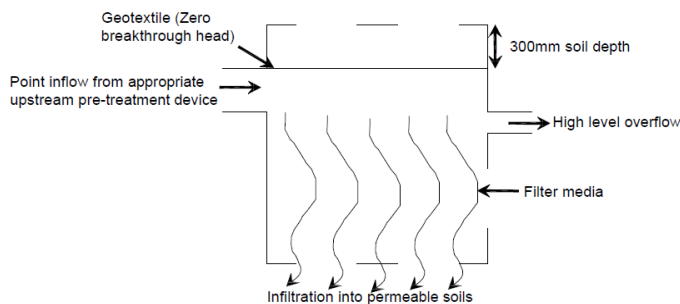 Geotextile (Zero
breakthrough head)
300mm soil depth
Point inflow from appropriate
upstream pre-treatment device
High level overflow
Filter media
Infiltration into permeable soils